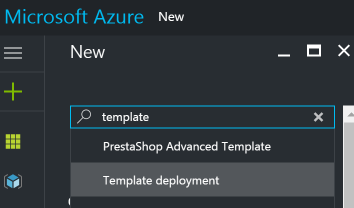 Microsoft Azure New
New
template
PrestaShop Advanced Template
Template deployment